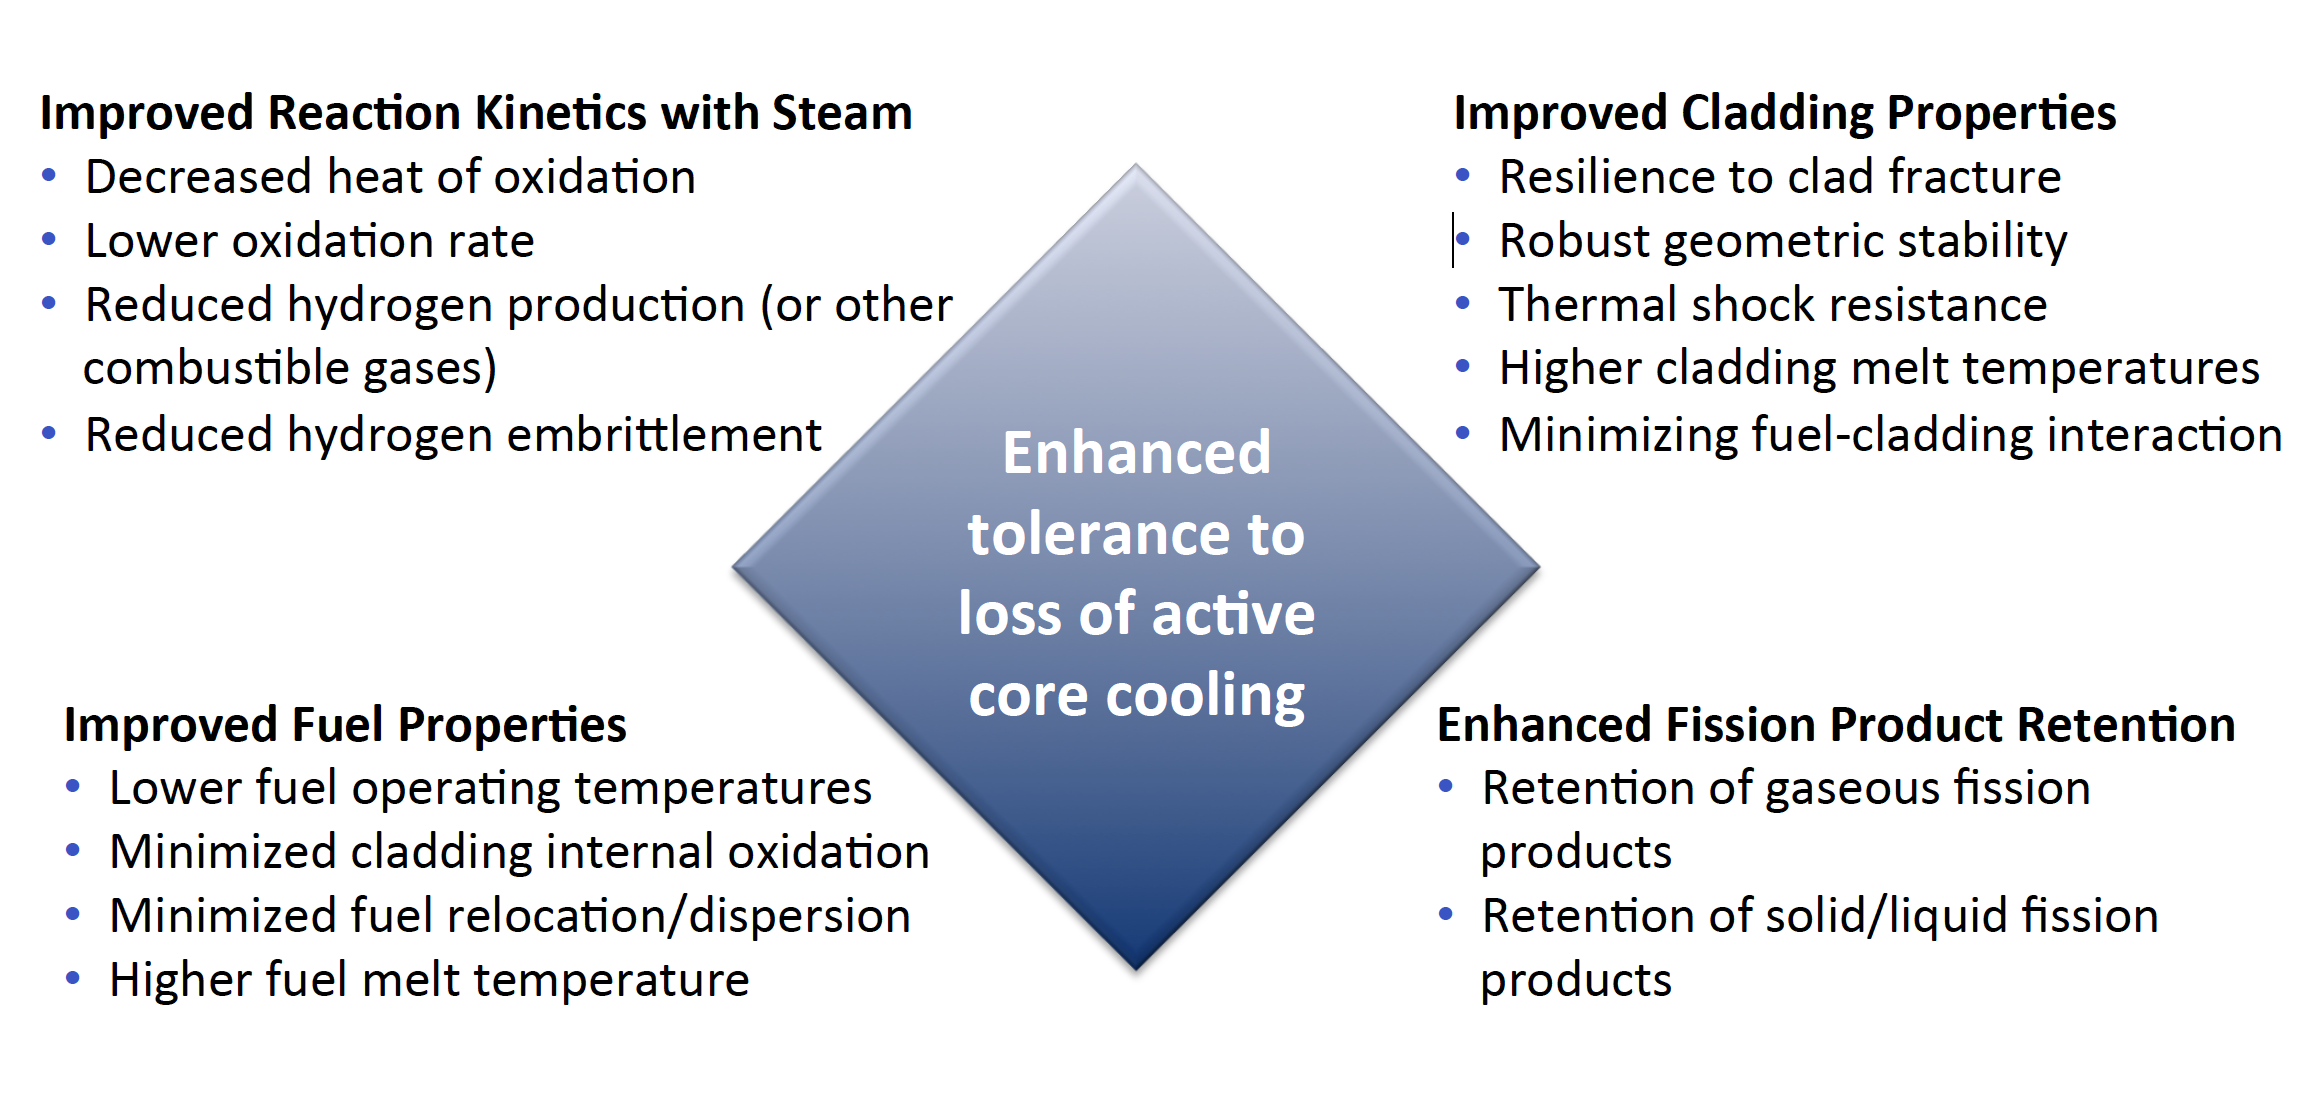 Improved Reaction Kinetics with Steam
• Decreased heat of oxidation
• Lower oxidation rate
• Reduced hydrogen production (or other
combustible gases)
• Reduced hydrogen embrittlement
Improved Cladding Properties
• Resilience to clad fracture
• Robust geometric stability
• Thermal shock resistance
• Higher cladding melt temperatures
• Minimizing fuel-cladding interaction
Enhanced
tolerance to
loss of active
core cooling
Improved Fuel Properties
• Lower fuel operating temperatures
• Minimized cladding internal oxidation
• Minimized fuel relocation/dispersion
• Higher fuel melt temperature
Enhanced Fission Product Retention
• Retention of gaseous fission
products
• Retention of solid/liquid fission
products